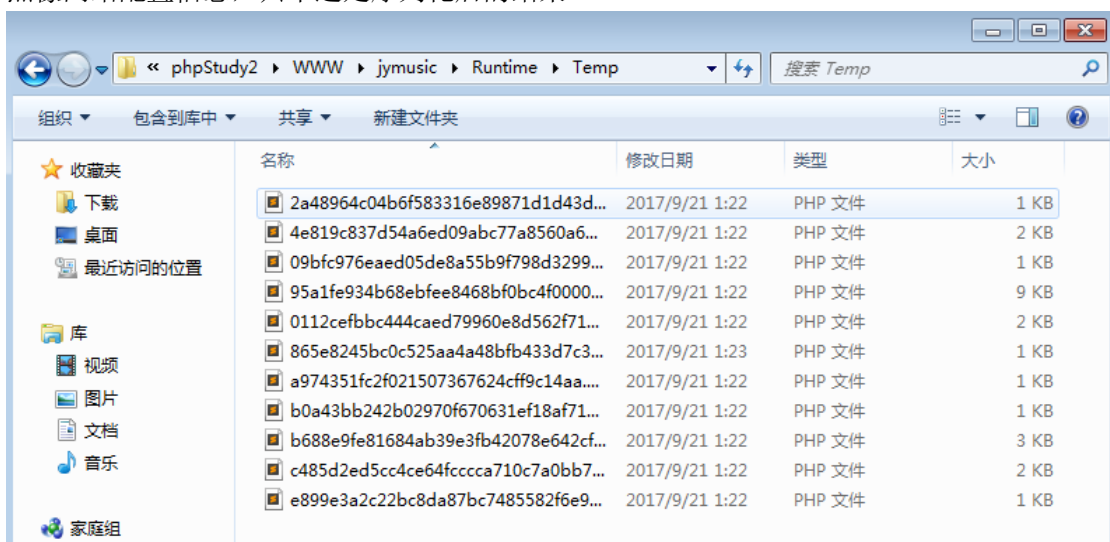 « phpStudy2 ▸ WWW ▸ jymusic ▸ Runtime ▸ Temp
搜索 Temp
组织 包含到库中 共享 新建文件夹
名称 修改日期 类型 大小
收藏夹
下载
桌面
最近访问的位置
库
视频
图片
文档
音乐
家庭组
2a48964c04b6f583316e89871d1d43d... 2017/9/21 1:22 PHP 文件 1 KB
4e819c837d54a6ed09abc77a8560a6... 2017/9/21 1:22 PHP 文件 2 KB
09bfc976eaed05de8a55b9f798d3299... 2017/9/21 1:22 PHP 文件 1 KB
95a1fe934b68ebfee8468bf0bc4f0000... 2017/9/21 1:22 PHP 文件 9 KB
0112cefbbc444caed79960e8d562f71... 2017/9/21 1:22 PHP 文件 2 KB
865e8245bc0c525aa4a48bfb433d7c3... 2017/9/21 1:23 PHP 文件 1 KB
a974351fc2f021507367624cff9c14aa.... 2017/9/21 1:22 PHP 文件 1 KB
b0a43bb242b02970f670631ef18af71... 2017/9/21 1:22 PHP 文件 1 KB
b688e9fe81684ab39e3fb42078e642cf... 2017/9/21 1:22 PHP 文件 3 KB
c485d2ed5cc4ce64fcccca710c7a0bb7... 2017/9/21 1:22 PHP 文件 2 KB
e899e3a2c22bc8da87bc7485582f6e9... 2017/9/21 1:22 PHP 文件 1 KB